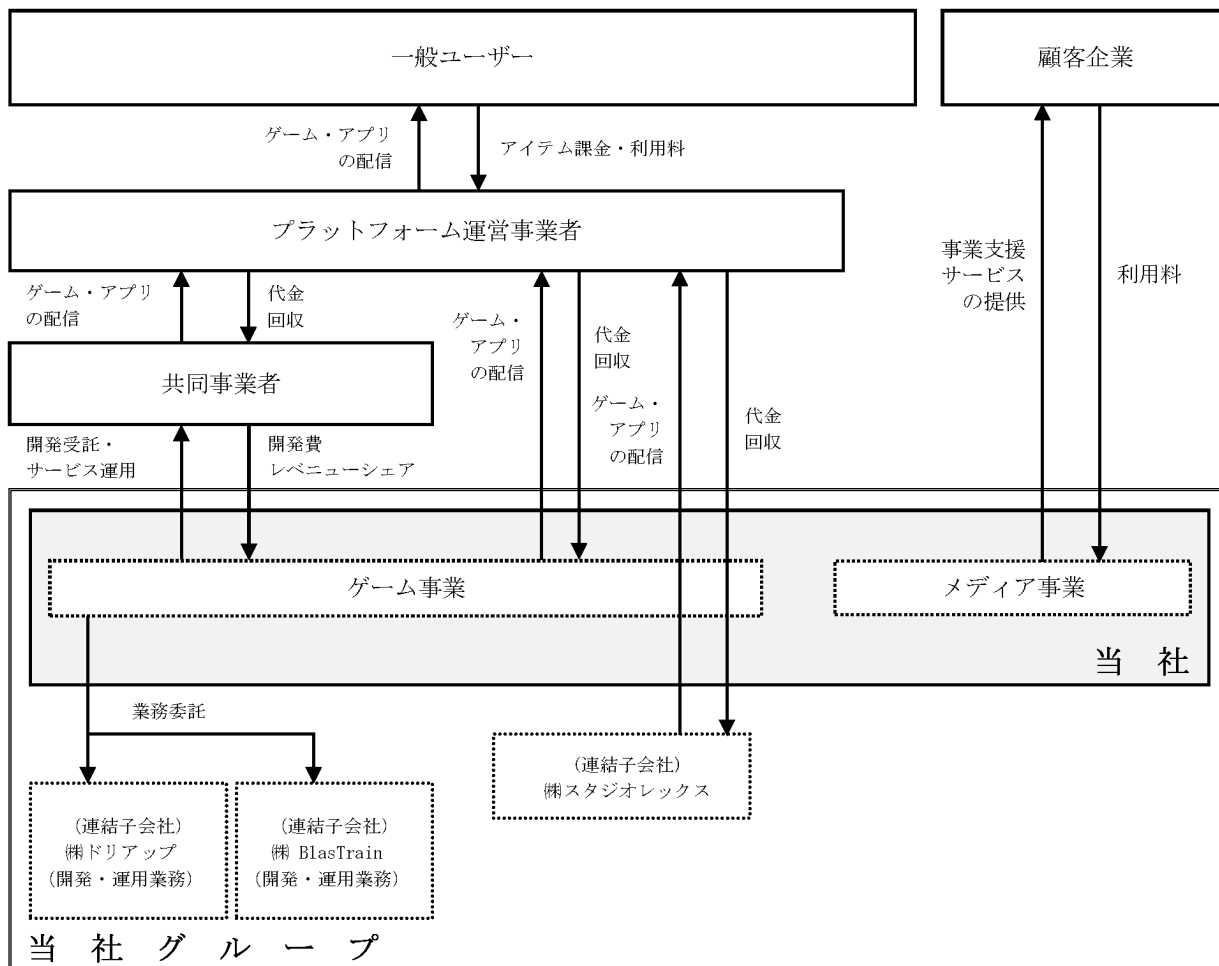 一般ユーザー
顧客企業
ゲーム・アプリ
の配信
アイテム課金・利用料
プラットフォーム運営事業者
事業支援
サービス
の提供
利用料
ゲーム・アプリ
の配信
代金
回収
ゲーム・
アプリ
の配信
代金
回収
ゲーム・
アプリ
の配信
代金
回収
共同事業者
開発受託・
サービス運用
開発費
レベニューシェア
ゲーム事業
メディア事業
当 社
業務委託
(連結子会社)
㈱スタジオレックス
(連結子会社)
㈱ドリアップ
(開発・運用業務)
(連結子会社)
㈱ BlasTrain
(開発・運用業務)
当 社 グ ル ー プ